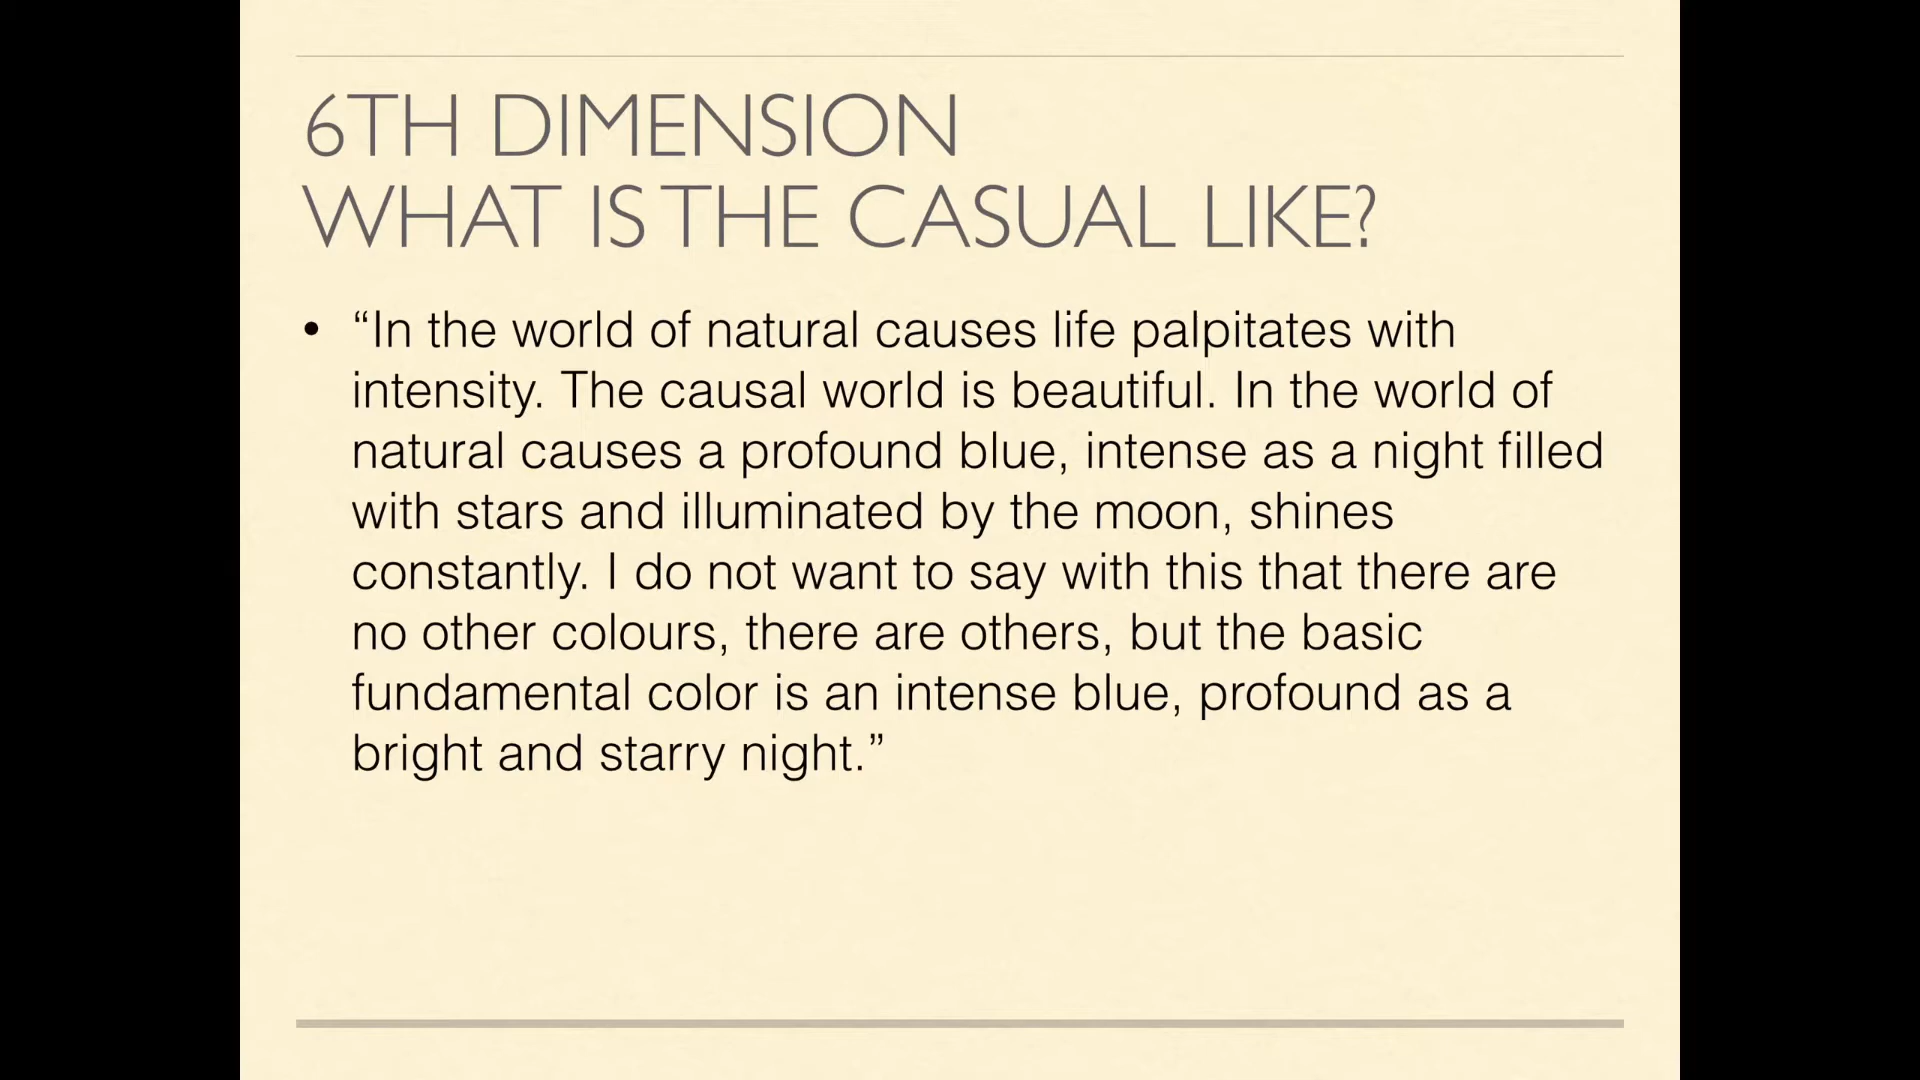 6TH DIMENSION
WHAT IS THE CASUAL LIKE?
• “In the world of natural causes life palpitates with
intensity. The causal world is beautiful. In the world of
natural causes a profound blue, intense as a night filled
with stars and illuminated by the moon, shines
constantly. I do not want to say with this that there are
no other colours, there are others, but the basic
fundamental color is an intense blue, profound as a
bright and starry night.”